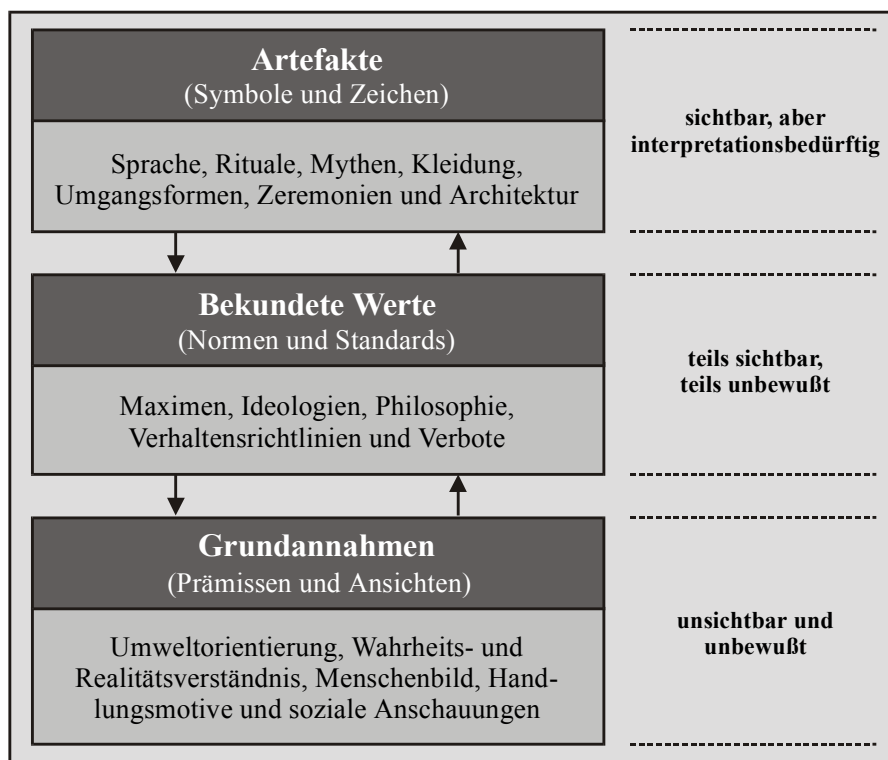 Artefakte
(Symbole und Zeichen)
Sprache, Rituale, Mythen, Kleidung,
Umgangsformen, Zeremonien und Architektur
sichtbar, aber
interpretationsbedürftig
Bekundete Werte
(Normen und Standards)
Maximen, Ideologien, Philosophie,
Verhaltensrichtlinien und Verbote
teils sichtbar,
teils unbewußt
Grundannahmen
(Prämissen und Ansichten)
Umweltorientierung, Wahrheits- und
Realitätsverständnis, Menschenbild, Hand-
lungsmotive und soziale Anschauungen
unsichtbar und
unbewußt